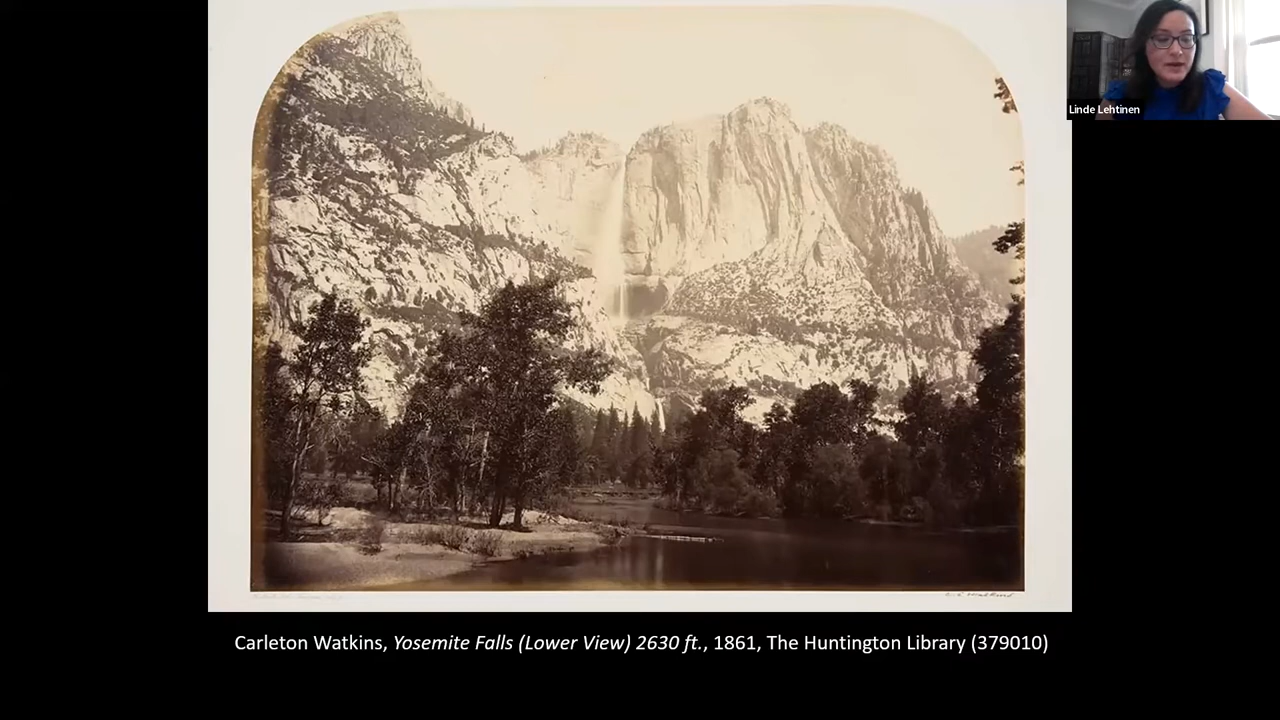 Linde Lehtinen
Carleton Watkins, Yosemite Falls (Lower View) 2630 ft., 1861, The Huntington Library (379010)